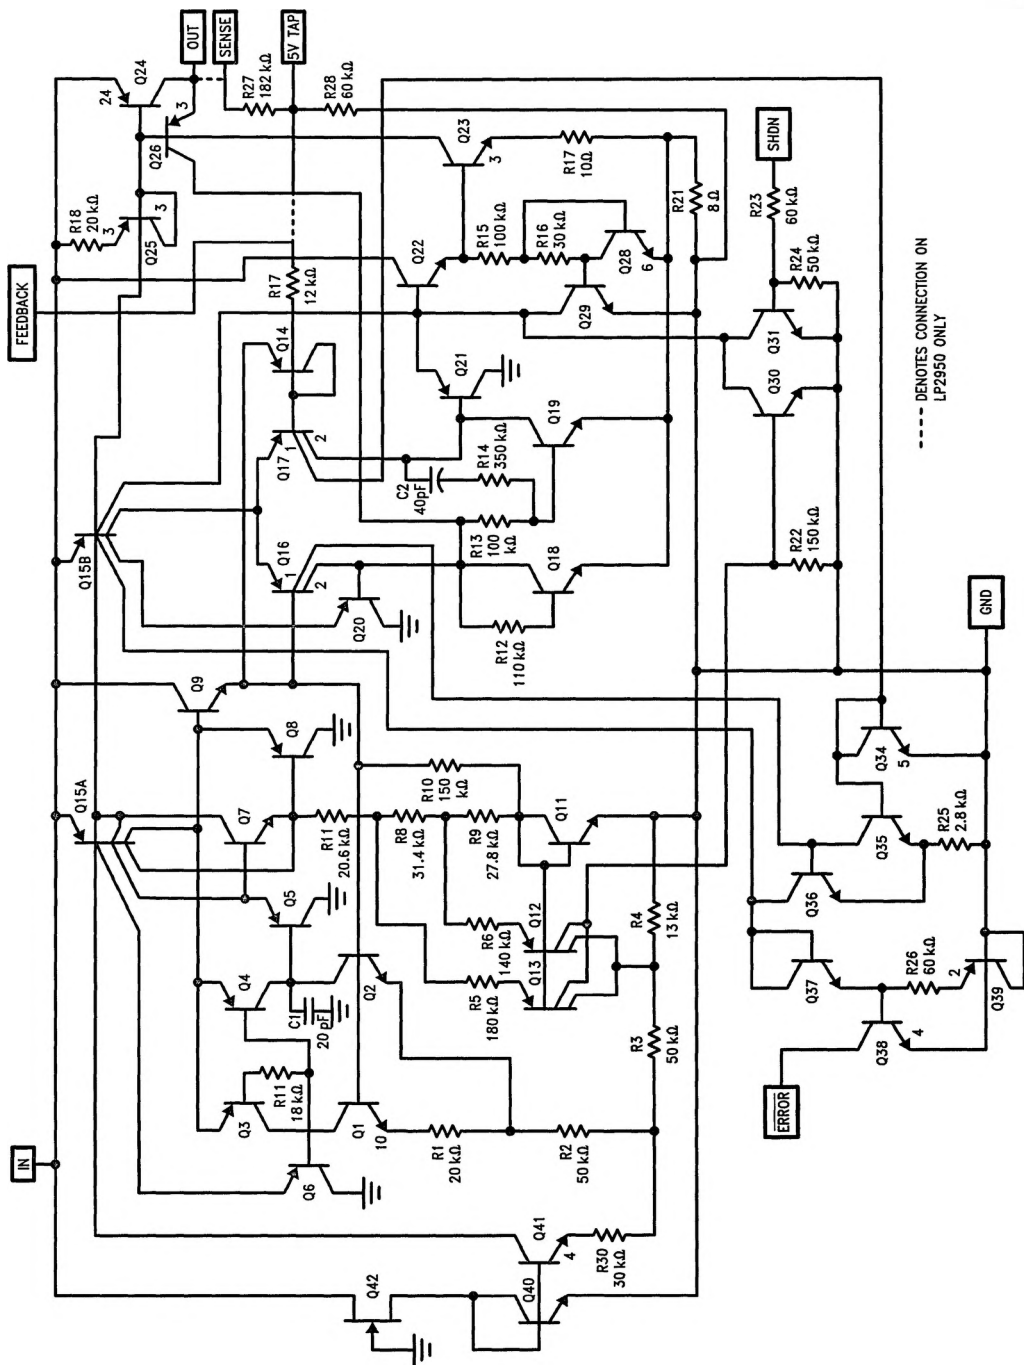 IN
FEEDBACK
OUT
SENSE
5V TAP
24
Q24
3
Q26
R18
20 kΩ
3
Q25
3
R27
182 kΩ
R28
60 kΩ
Q23
3
R17
10Ω
R21
8 Ω
Q22
R15
100 kΩ
R16
30 kΩ
Q28
6
Q29
R17
12 kΩ
Q14
Q17
1
2
Q21
Q19
C2
40pF
R14
350 kΩ
R13
100
kΩ
Q18
Q15B
Q16
1
2
Q20
R12
110 kΩ
SHDN
R23
60 kΩ
R24
50 kΩ
Q31
Q30
R22
150 kΩ
---- DENOTES CONNECTION ON
LP2950 ONLY
Q9
Q8
Q15A
Q7
R11
20.6 kΩ
R10
150
kΩ
R8
31.4 kΩ
R9
27.8 kΩ
Q11
Q5
R6
140 kΩ
Q12
R5
180 kΩ
Q13
R4
13 kΩ
Q4
C1
20 pF
Q2
R3
50 kΩ
Q3
R11
18 kΩ
Q1
10
R1
20 kΩ
R2
50 kΩ
Q6
Q41
4
R30
30 kΩ
Q42
Q40
GND
Q34
5
Q35
R25
2.8 kΩ
Q36
Q37
R26
60 kΩ
2
Q39
Q38
4
ERROR